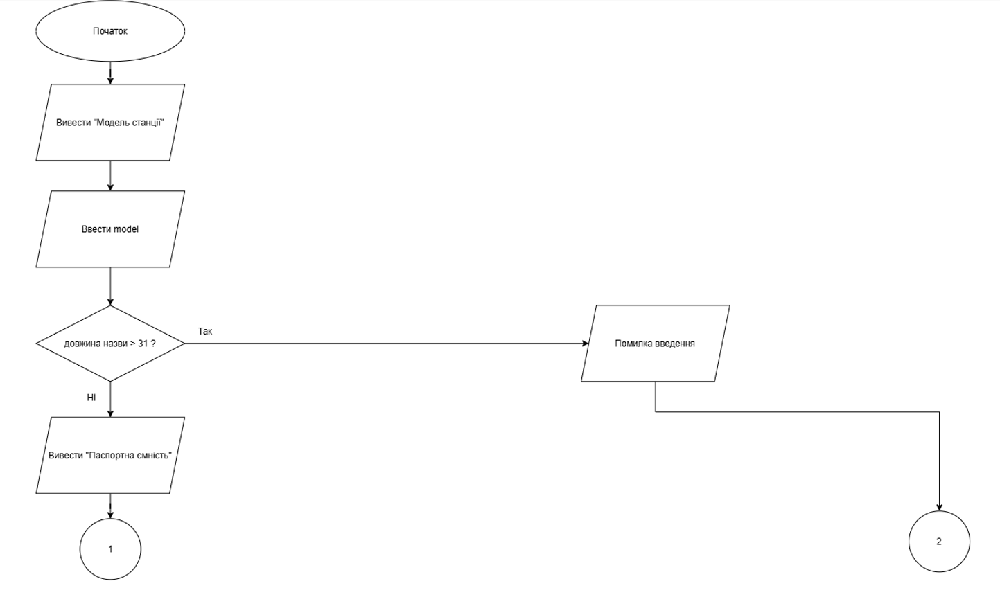 Початок
Вивести "Модель станції"
Ввести model
довжина назви > 31 ?
Так
Помилка введення
Ні
Вивести "Паспортна ємність"
1
2